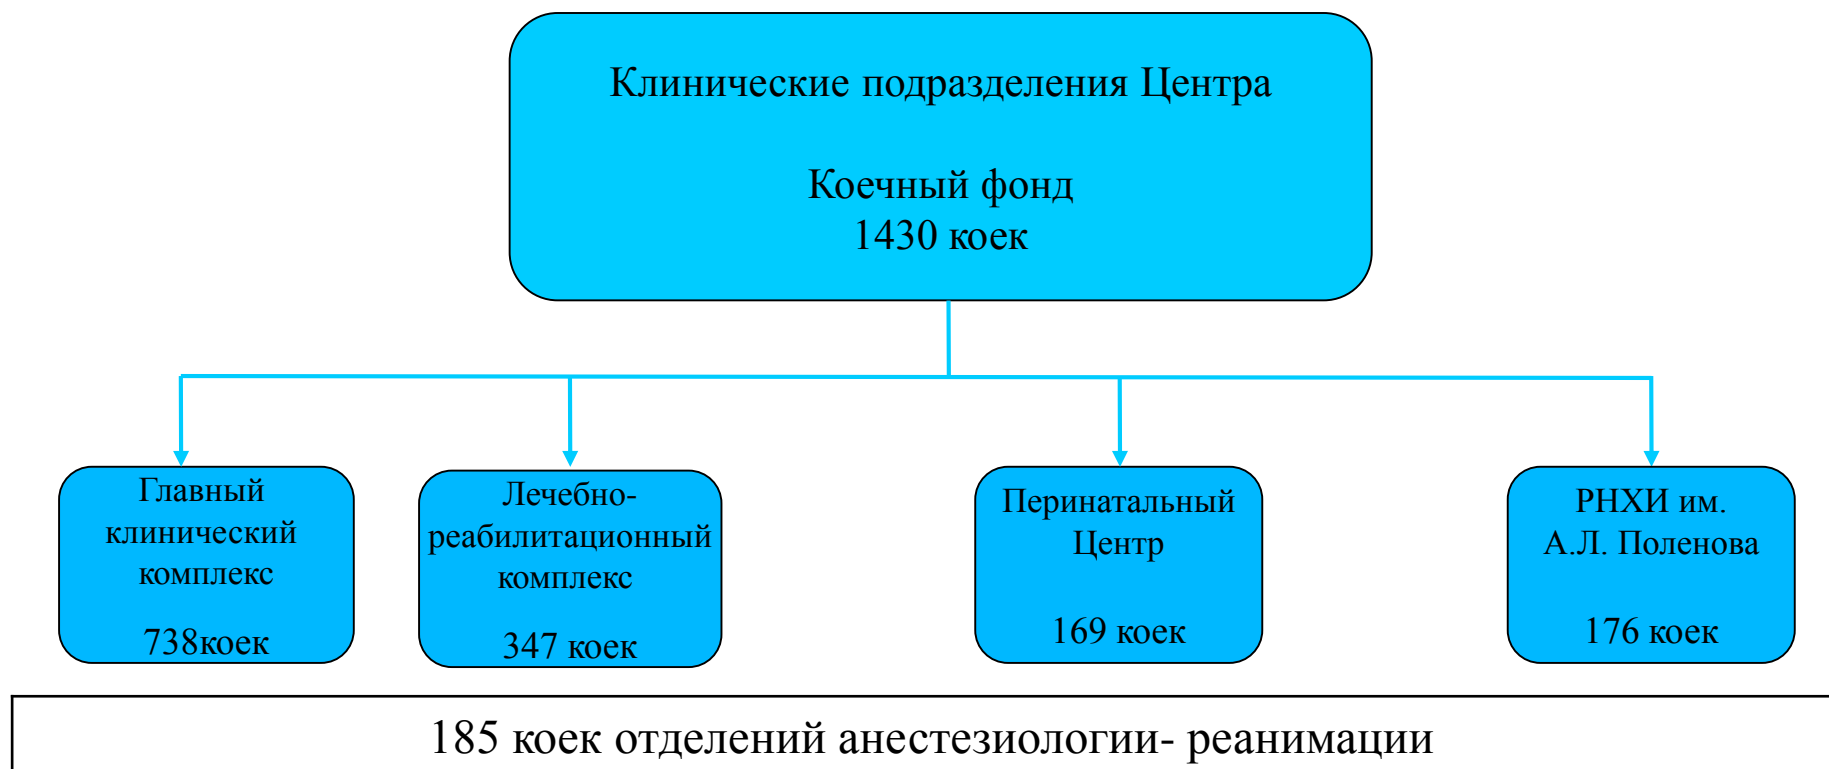 Клинические подразделения Центра
Коечный фонд
1430 коек
Главный
клинический
комплекс
738коек
Лечебно-
реабилитационный
комплекс
347 коек
Перинатальный
Центр
169 коек
РНХИ им.
А.Л. Поленова
176 коек
185 коек отделений анестезиологии- реанимации